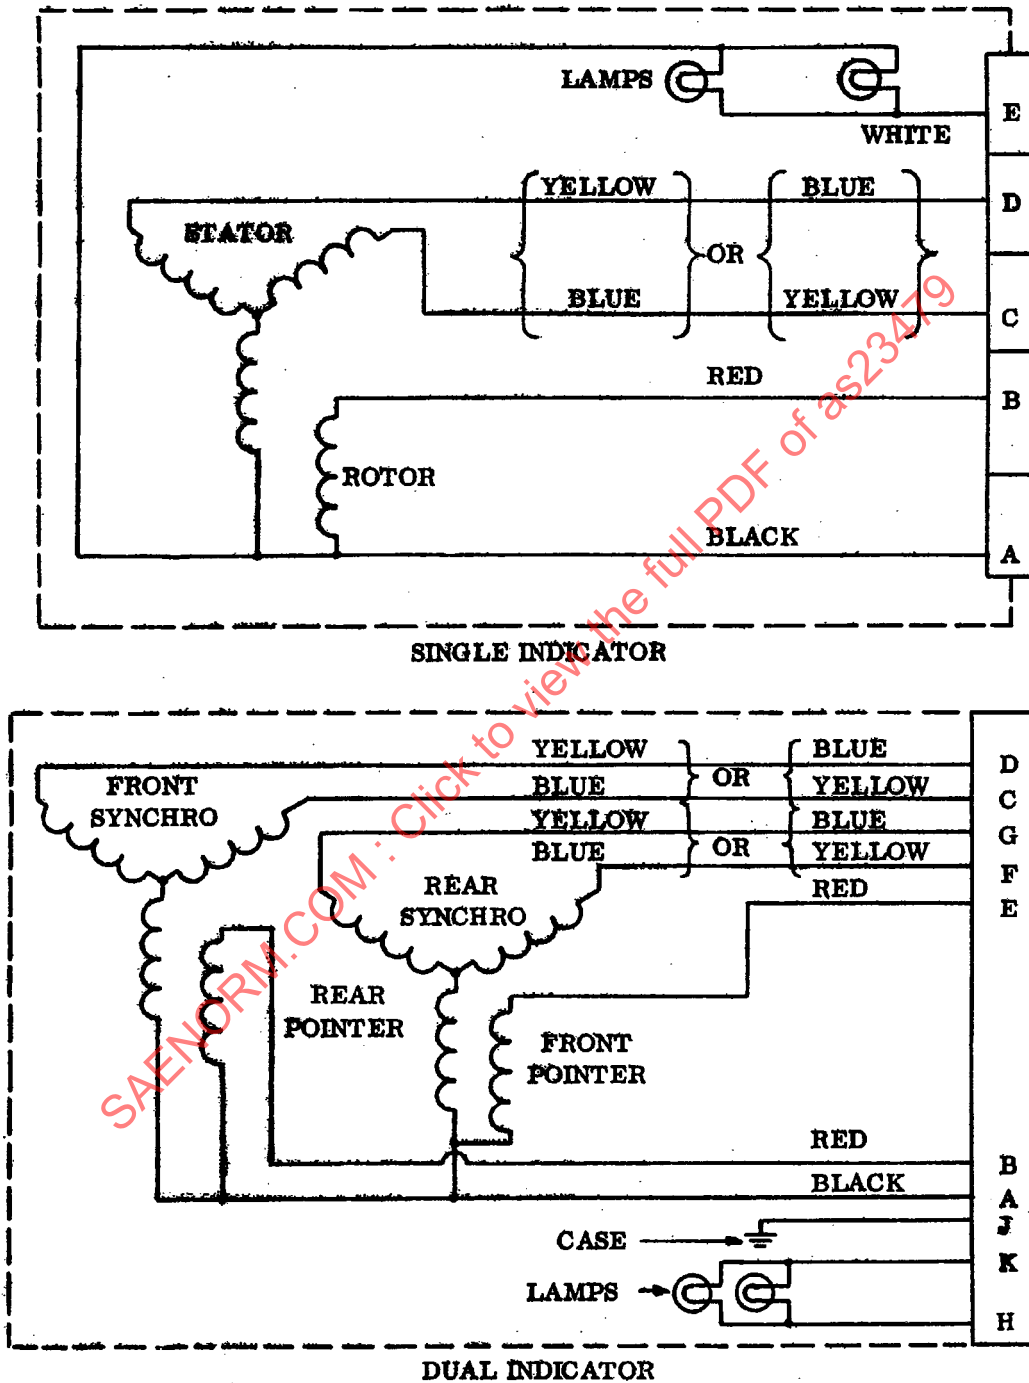 LAMPS
E
WHITE
YELLOW
BLUE
D
STATOR
OR
BLUE
YELLOW
C
RED
B
ROTOR
BLACK
A
SINGLE INDICATOR
YELLOW
BLUE
D
FRONT
SYNCHRO
BLUE
OR
YELLOW
C
YELLOW
BLUE
G
BLUE
OR
YELLOW
F
REAR
SYNCHRO
RED
E
REAR
POINTER
FRONT
POINTER
RED
B
BLACK
A
J
CASE
K
LAMPS
H
DUAL INDICATOR
SAENORM.COM : Click to view the full PDF of as23479